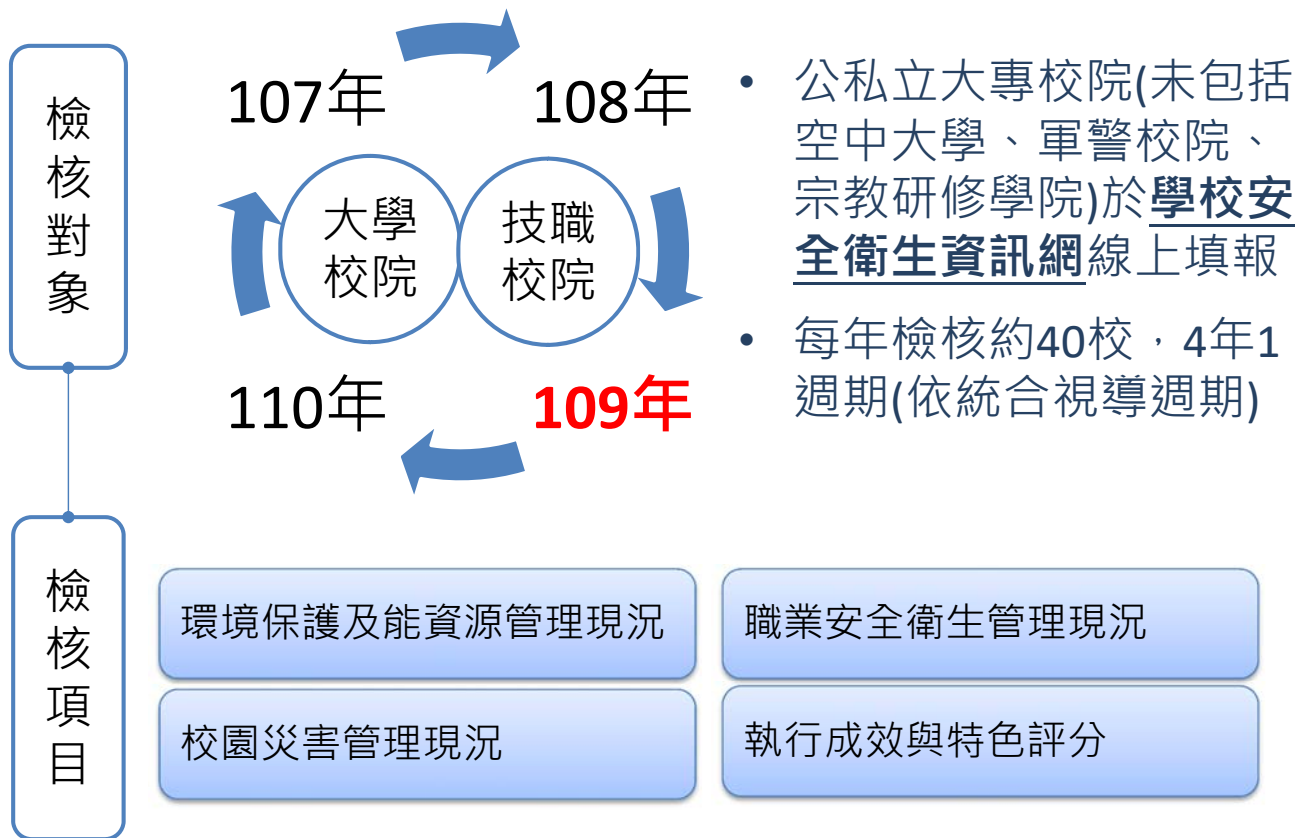 檢核對象
107年
108年
大學
校院
技職
校院
110年
109年
• 公私立大專校院(未包括
空中大學、軍警校院、
宗教研修學院)於學校安
全衛生資訊網線上填報
• 每年檢核約40校，4年1
週期(依統合視導週期)
檢核項目
環境保護及能資源管理現況
職業安全衛生管理現況
校園災害管理現況
執行成效與特色評分